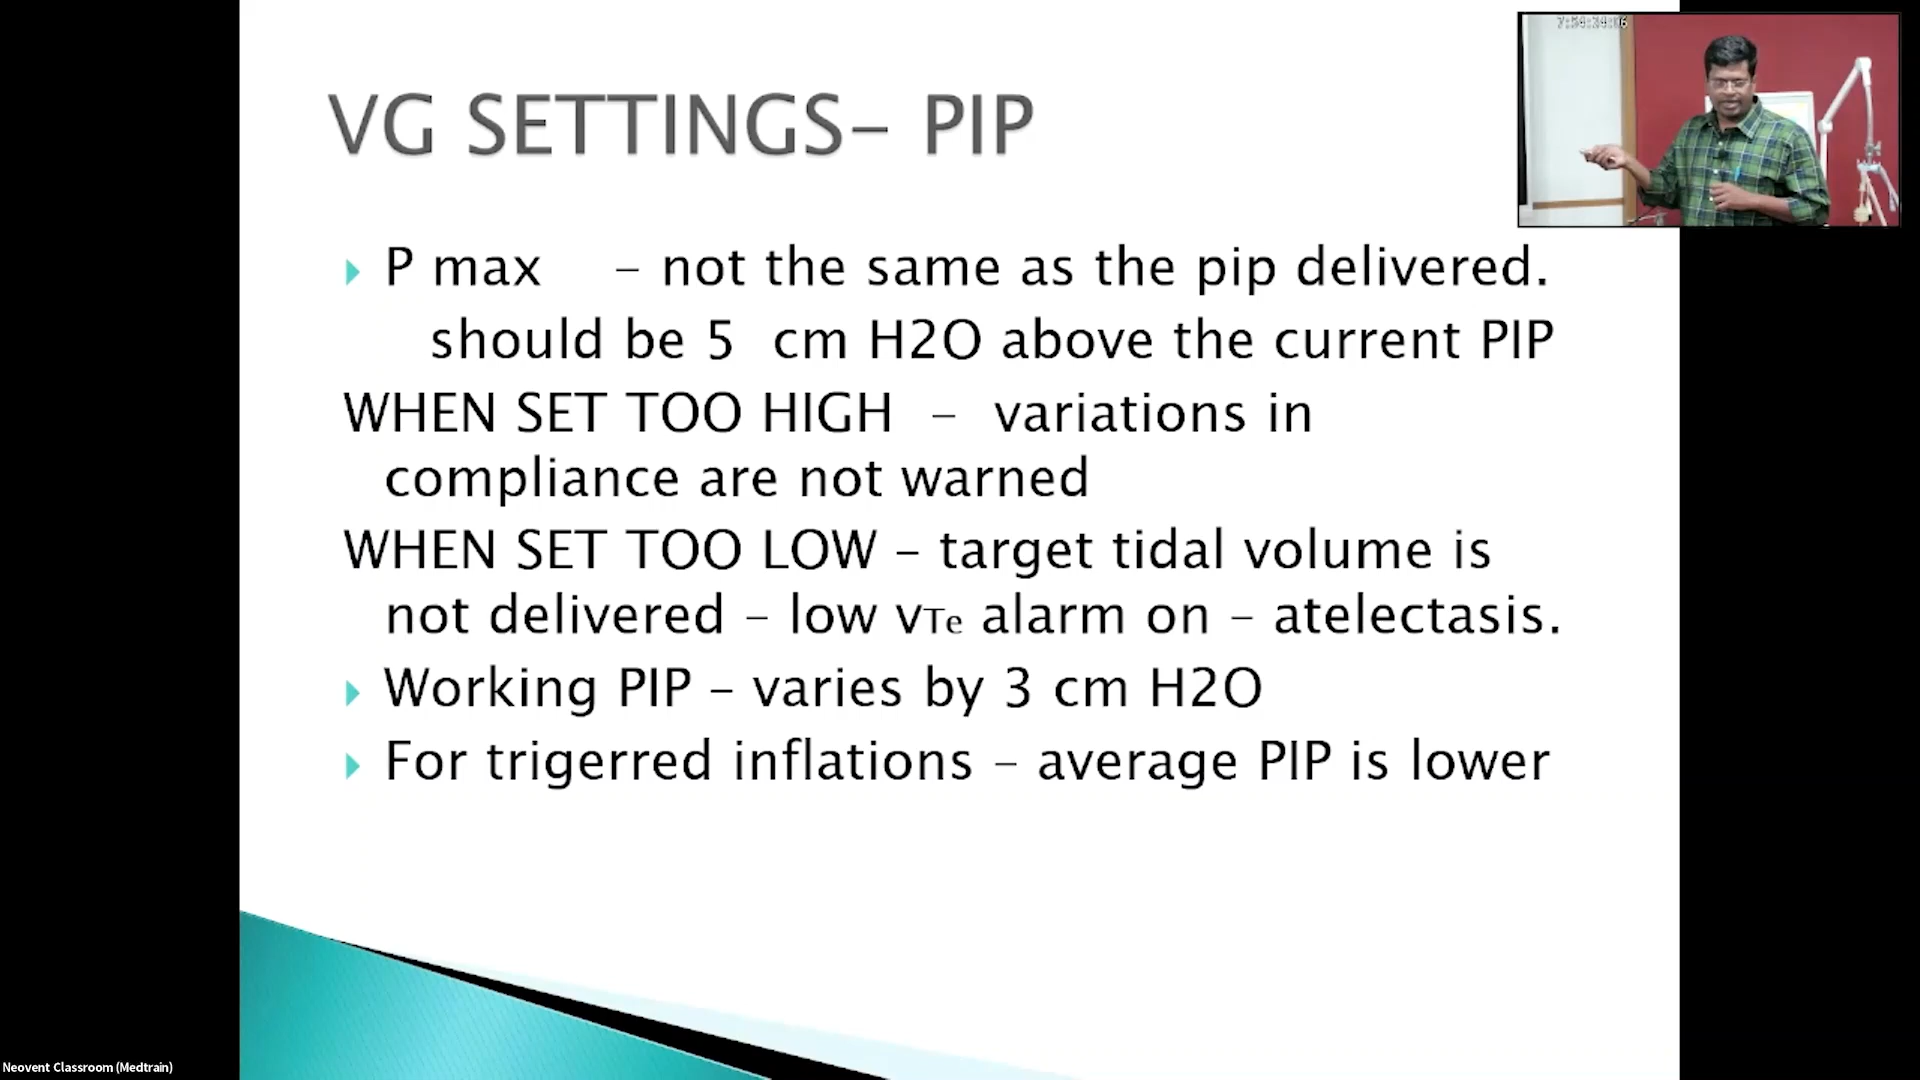 VG SETTINGS– PIP
P max – not the same as the pip delivered.
should be 5 cm H2O above the current PIP
WHEN SET TOO HIGH – variations in
compliance are not warned
WHEN SET TOO LOW – target tidal volume is
not delivered – low vTe alarm on – atelectasis.
Working PIP – varies by 3 cm H2O
For trigerred inflations – average PIP is lower
Neovent Classroom (Medtrain)